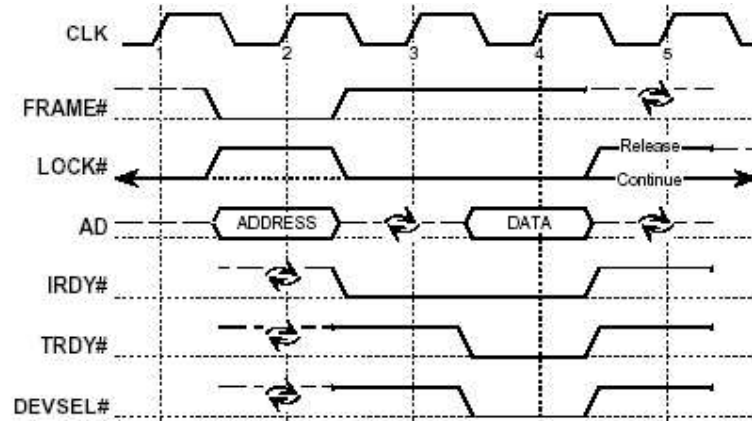 CLK
1 2 3 4 5
FRAME#
LOCK#
Release
Continue
AD
ADDRESS
DATA
IRDY#
TRDY#
DEVSEL#